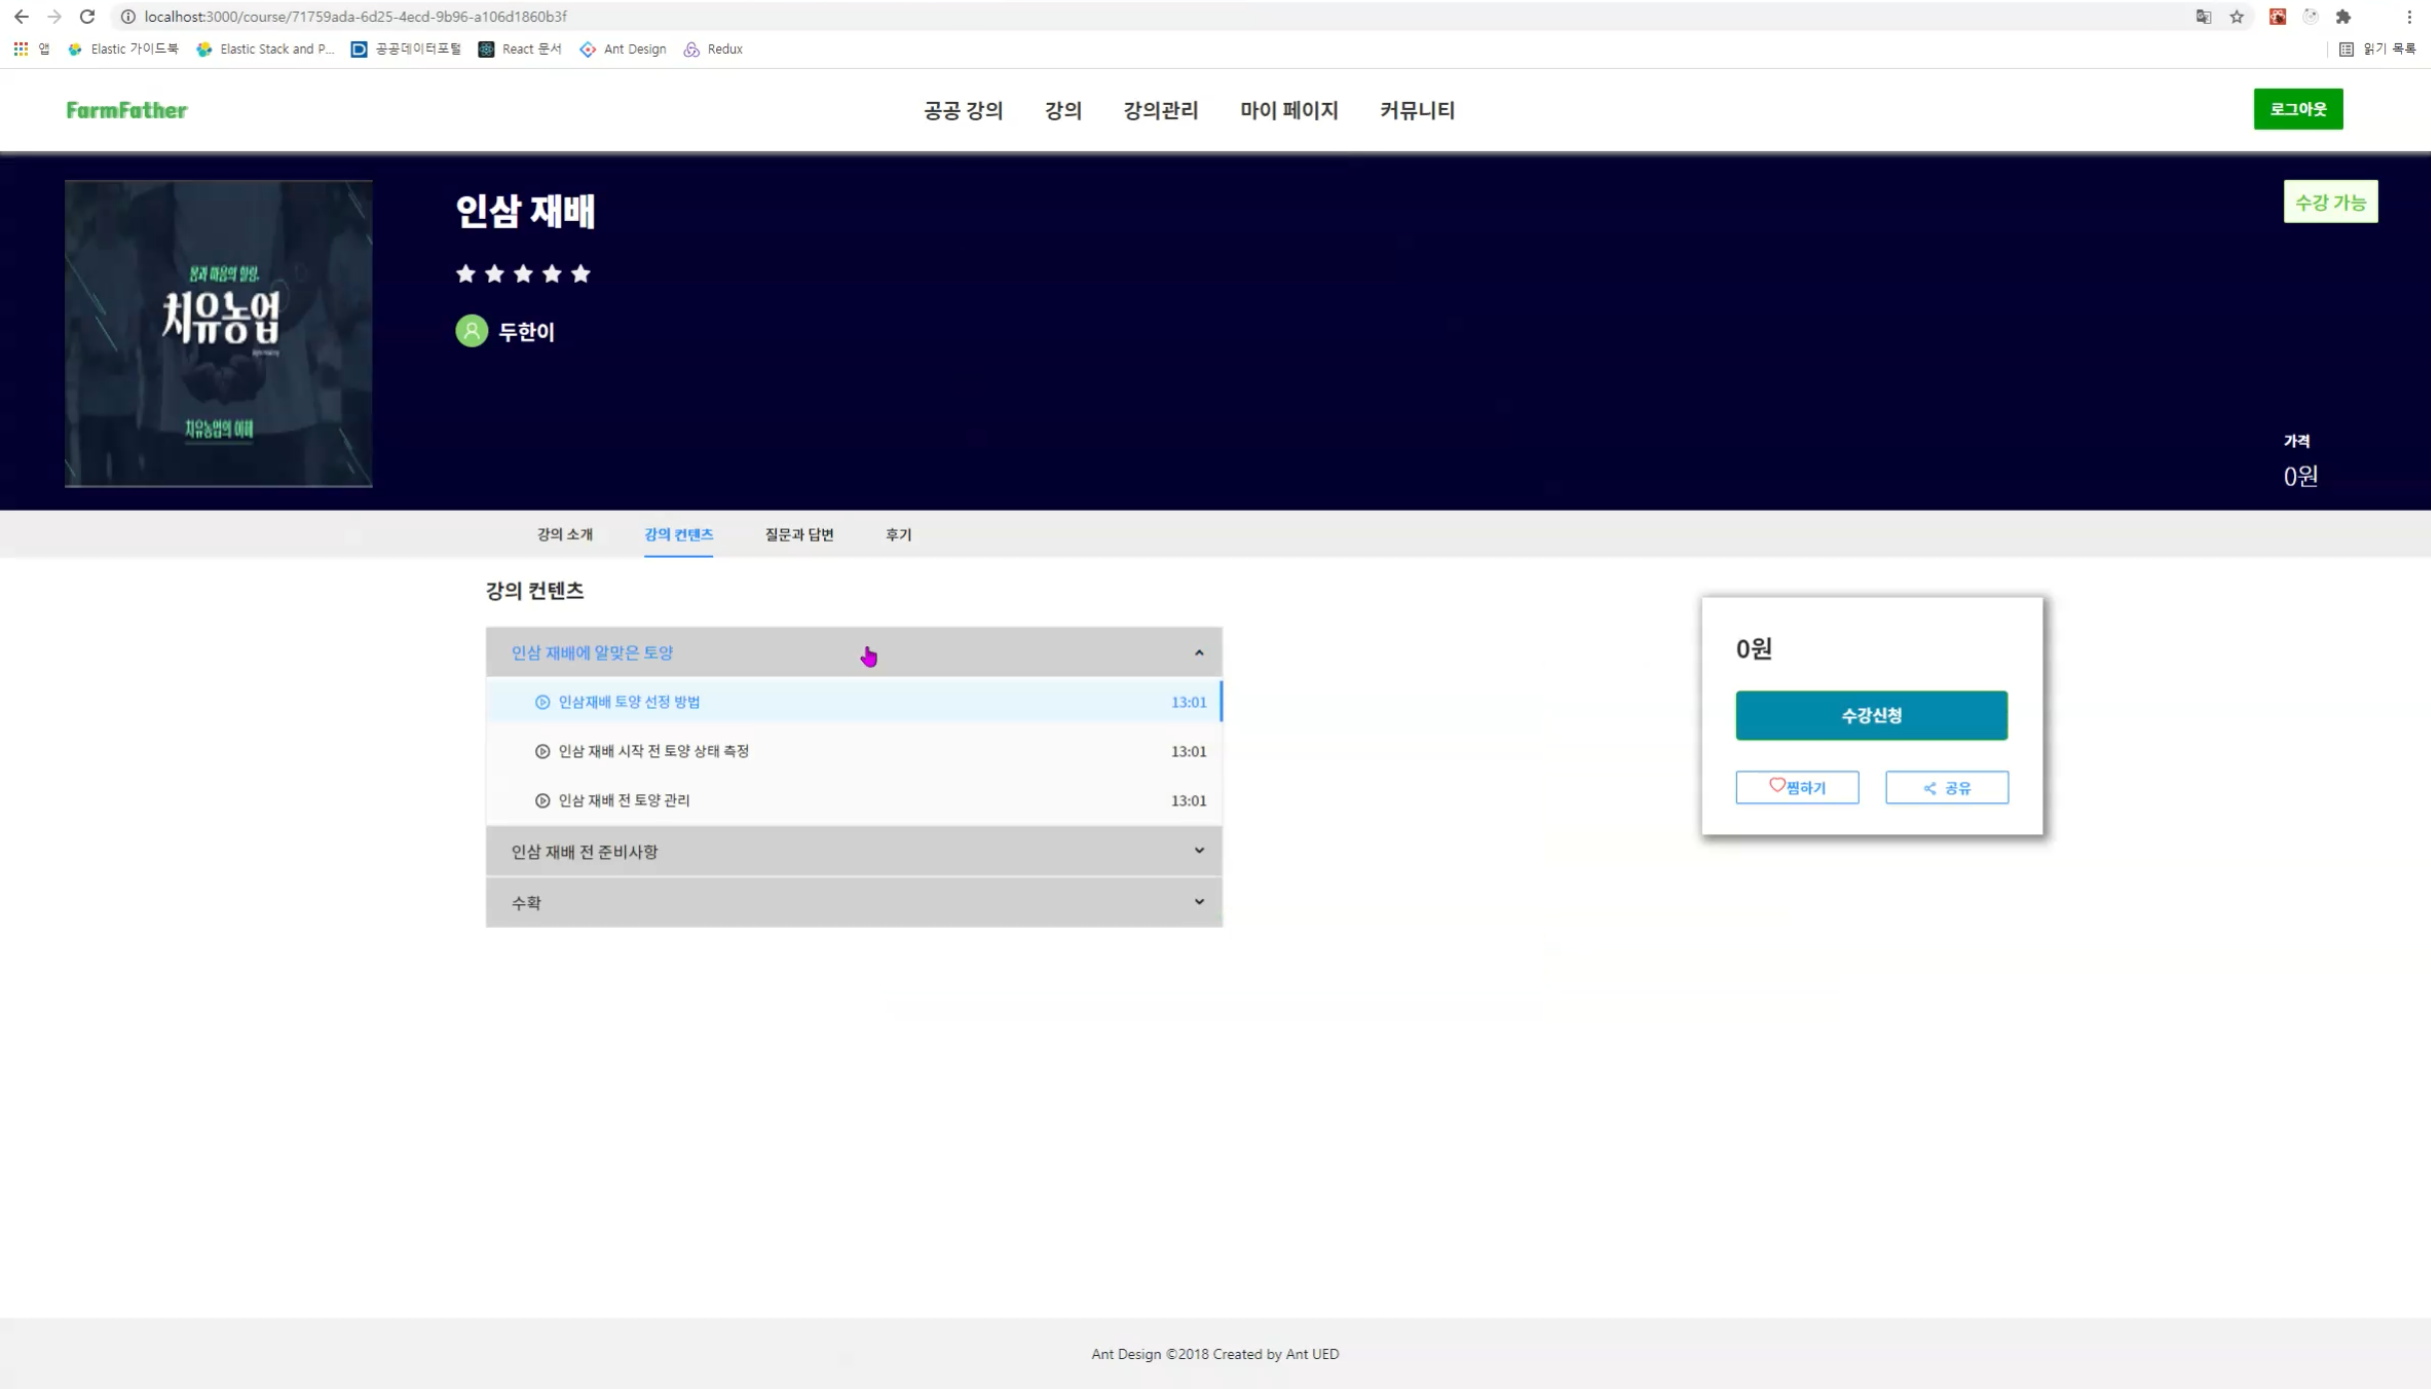 localhost:3000/course/71759ada-6d25-4ecd-9b96-a106d1860b3f
앱 Elastic 가이드북 Elastic Stack and P... 공공데이터포털 React 문서 Ant Design Redux 읽기 목록
FarmFather 공공 강의 강의 강의관리 마이 페이지 커뮤니티 로그아웃
인삼 재배 수강 가능
두한이
몸과 마음의 힐링,
치유농업
치유농업의 이해
가격
0원
강의 소개 강의 컨텐츠 질문과 답변 후기
강의 컨텐츠
인삼 재배에 알맞은 토양
인삼재배 토양 선정 방법 13:01
인삼 재배 시작 전 토양 상태 측정 13:01
인삼 재배 전 토양 관리 13:01
인삼 재배 전 준비사항
수확
0원
수강신청
찜하기 공유
Ant Design ©2018 Created by Ant UED